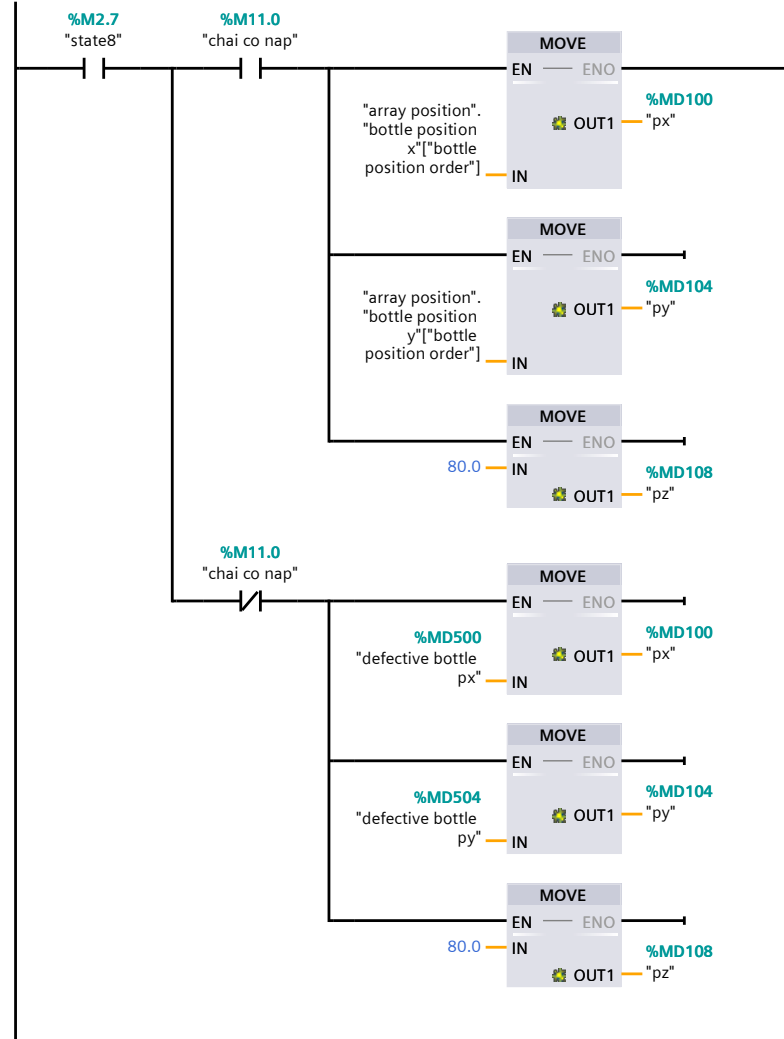 %M2.7
"state8"
%M11.0
"chai co nap"
MOVE
EN
ENO
%MD100
"px"
OUT1
"array position".
"bottle position
x"["bottle
position order"]
IN
MOVE
EN
ENO
%MD104
"py"
OUT1
"array position".
"bottle position
y"["bottle
position order"]
IN
MOVE
EN
ENO
80.0
IN
%MD108
"pz"
OUT1
%M11.0
"chai co nap"
MOVE
EN
ENO
%MD100
"px"
OUT1
%MD500
"defective bottle
px"
IN
MOVE
EN
ENO
%MD104
"py"
OUT1
%MD504
"defective bottle
py"
IN
MOVE
EN
ENO
80.0
IN
%MD108
"pz"
OUT1